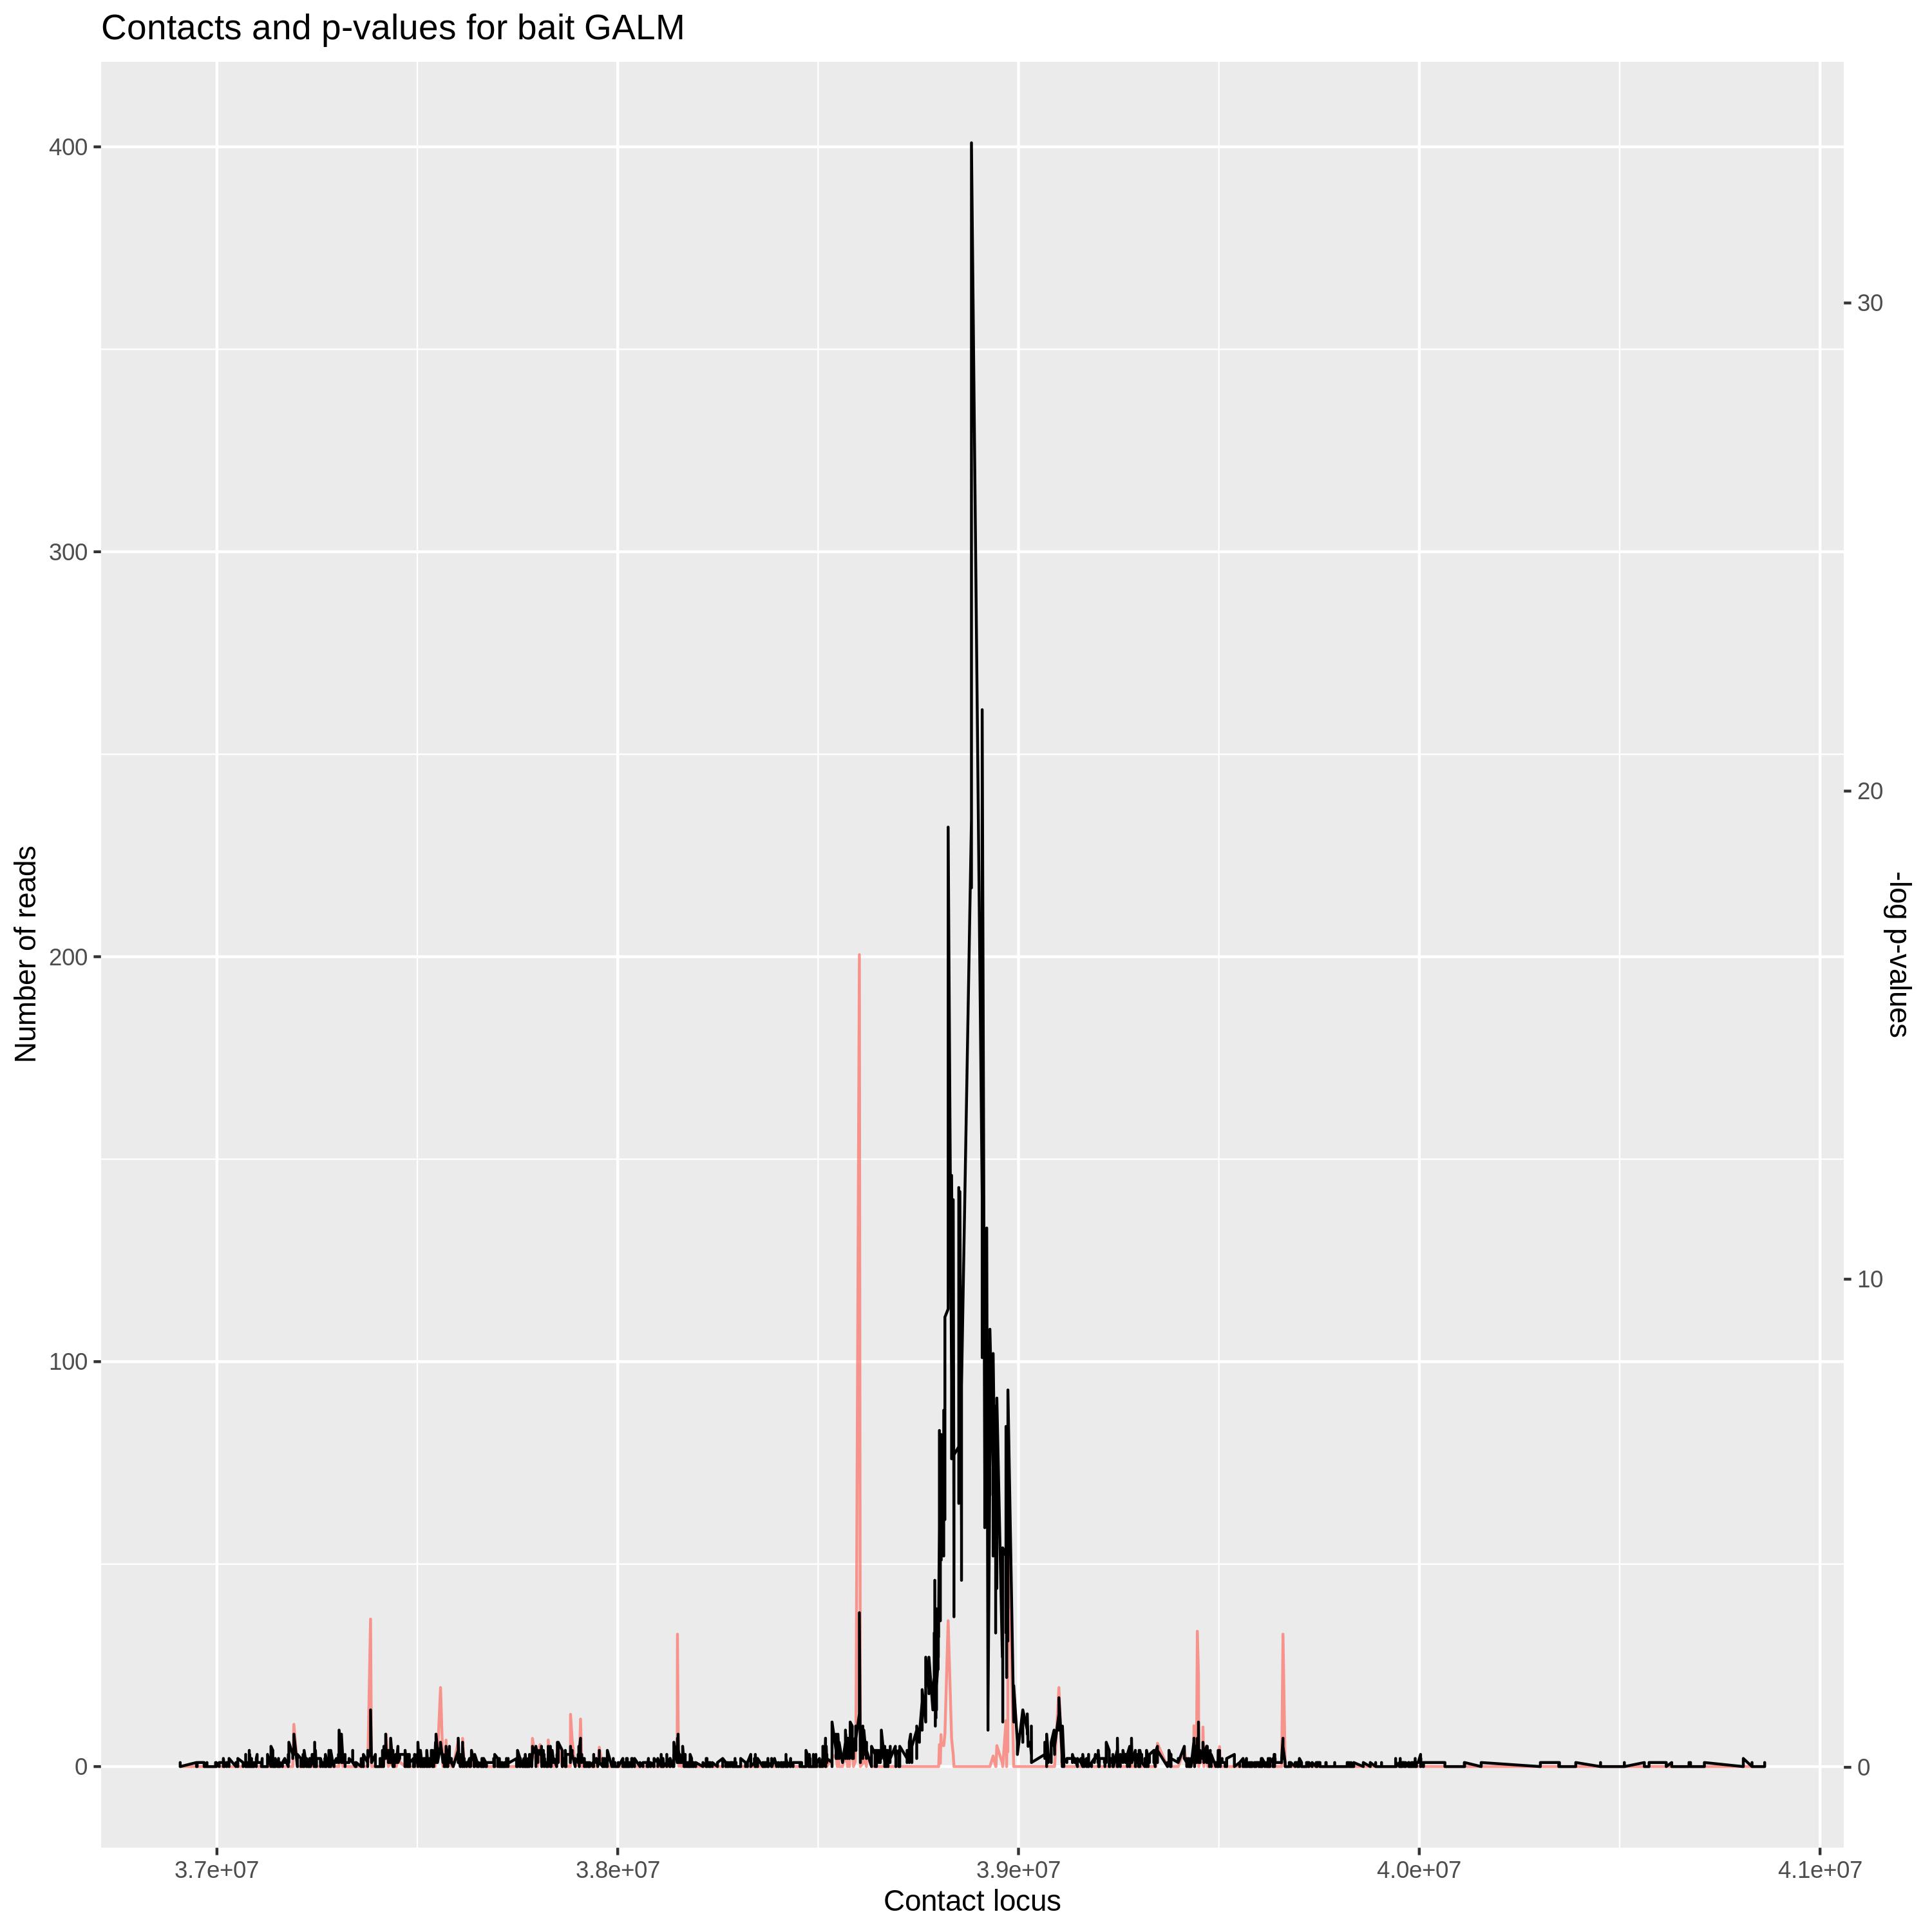 Contacts and p-values for bait GALM
400
300
200
100
0
Number of reads
30
20
10
0
-log p-values
3.7e+07
3.8e+07
3.9e+07
4.0e+07
4.1e+07
Contact locus